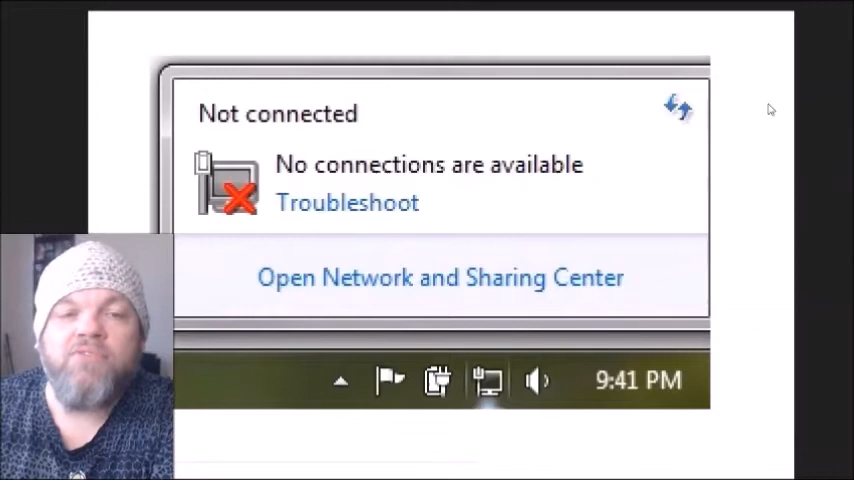 Not connected
No connections are available
Troubleshoot
Open Network and Sharing Center
9:41 PM